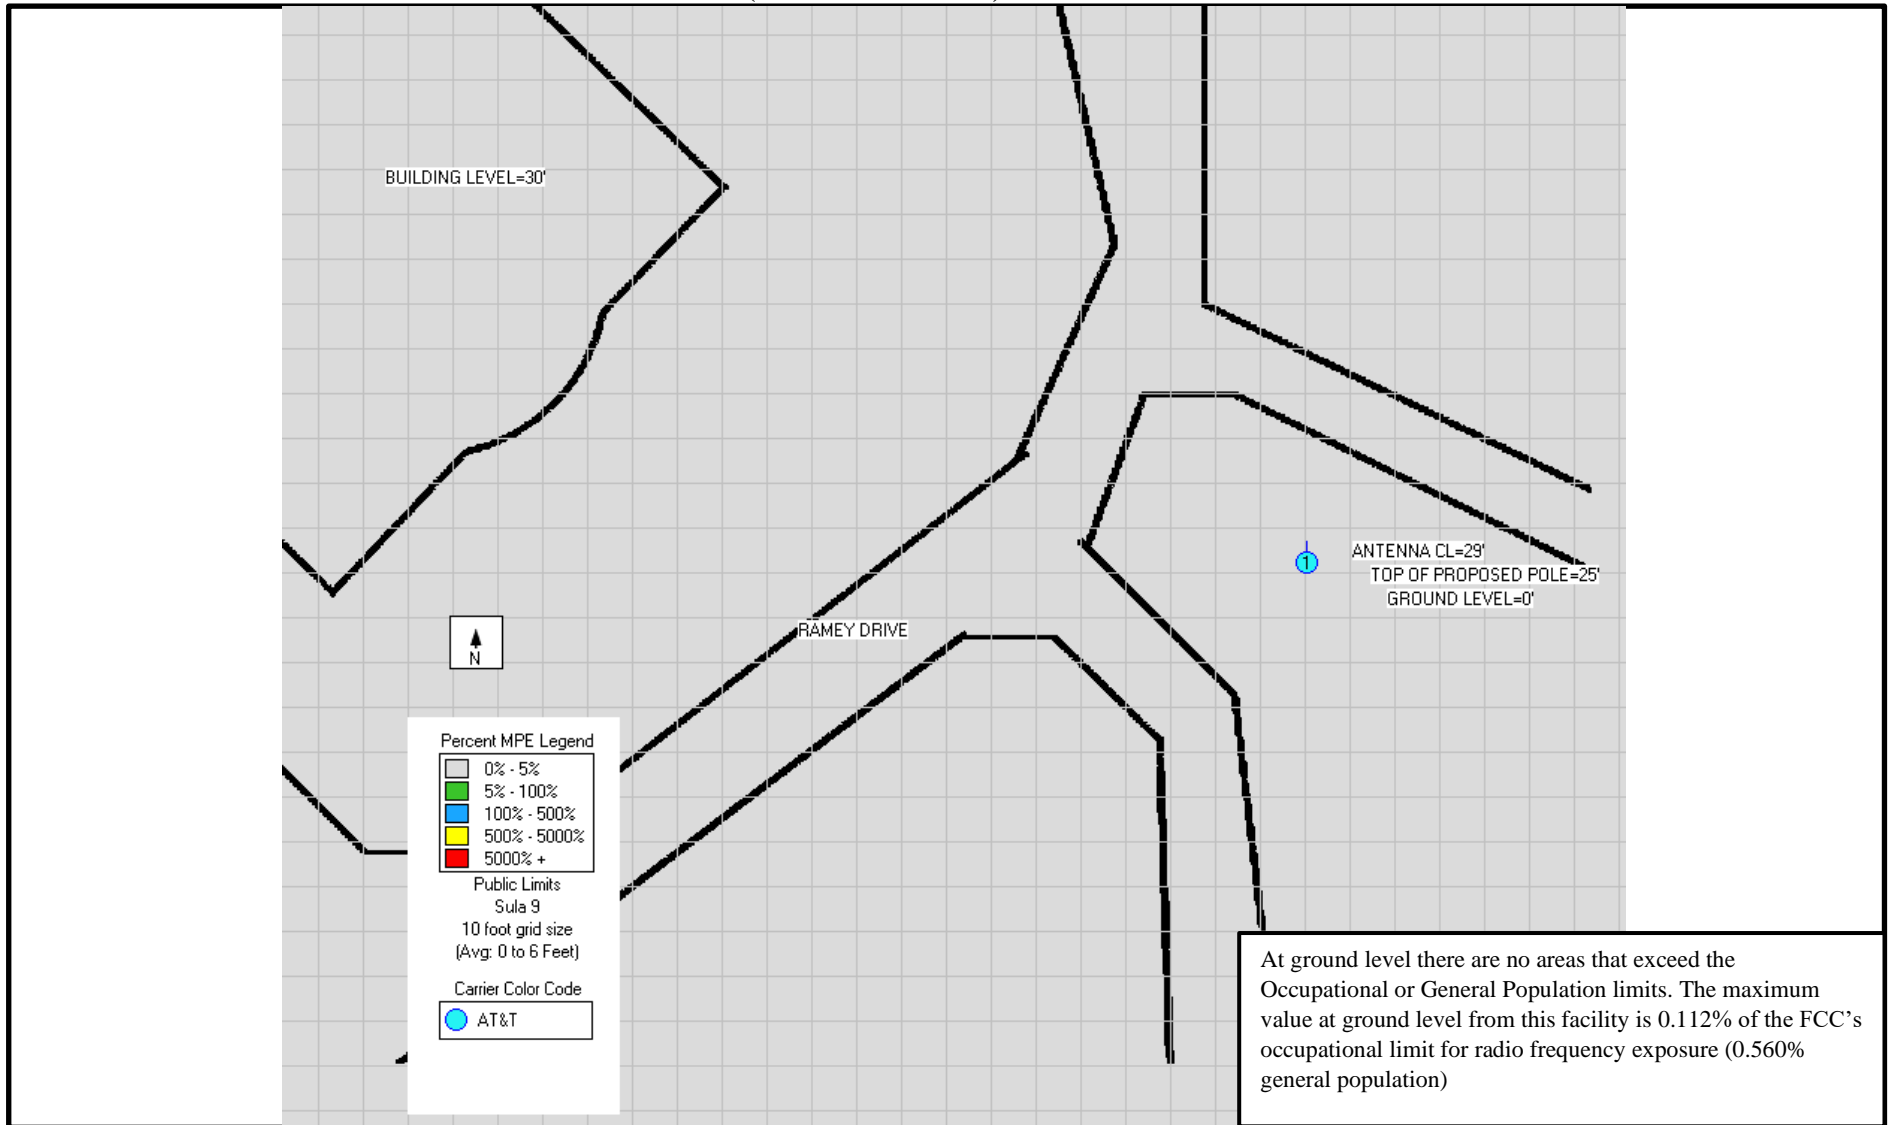 BUILDING LEVEL=30'
ANTENNA CL=29'
1
TOP OF PROPOSED POLE=25'
GROUND LEVEL=0'
RAMEY DRIVE
N
Percent MPE Legend
0% - 5%
5% - 100%
100% - 500%
500% - 5000%
5000% +
Public Limits
Sula 9
10 foot grid size
(Avg: 0 to 6 Feet)
Carrier Color Code
AT&T
At ground level there are no areas that exceed the
Occupational or General Population limits. The maximum
value at ground level from this facility is 0.112% of the FCC’s
occupational limit for radio frequency exposure (0.560%
general population)